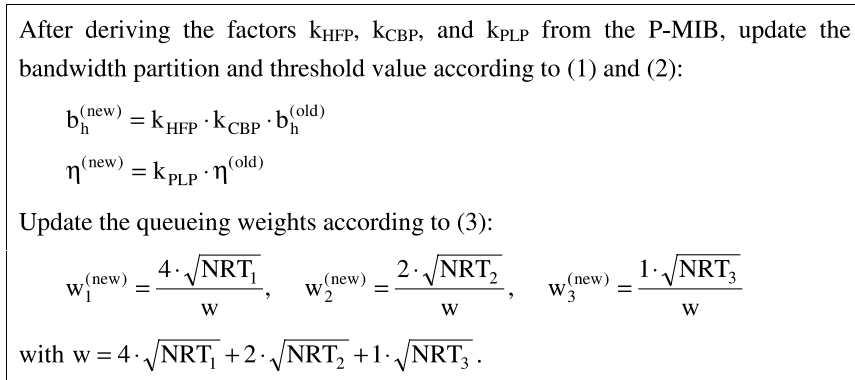 After deriving the factors k_HFP, k_CBP, and k_PLP from the P-MIB, update the
bandwidth partition and threshold value according to (1) and (2):
b_h^(new) = k_HFP · k_CBP · b_h^(old)
η^(new) = k_PLP · η^(old)
Update the queueing weights according to (3):
w_1^(new) = (4 · √NRT_1) / w, w_2^(new) = (2 · √NRT_2) / w, w_3^(new) = (1 · √NRT_3) / w
with w = 4 · √NRT_1 + 2 · √NRT_2 + 1 · √NRT_3 .